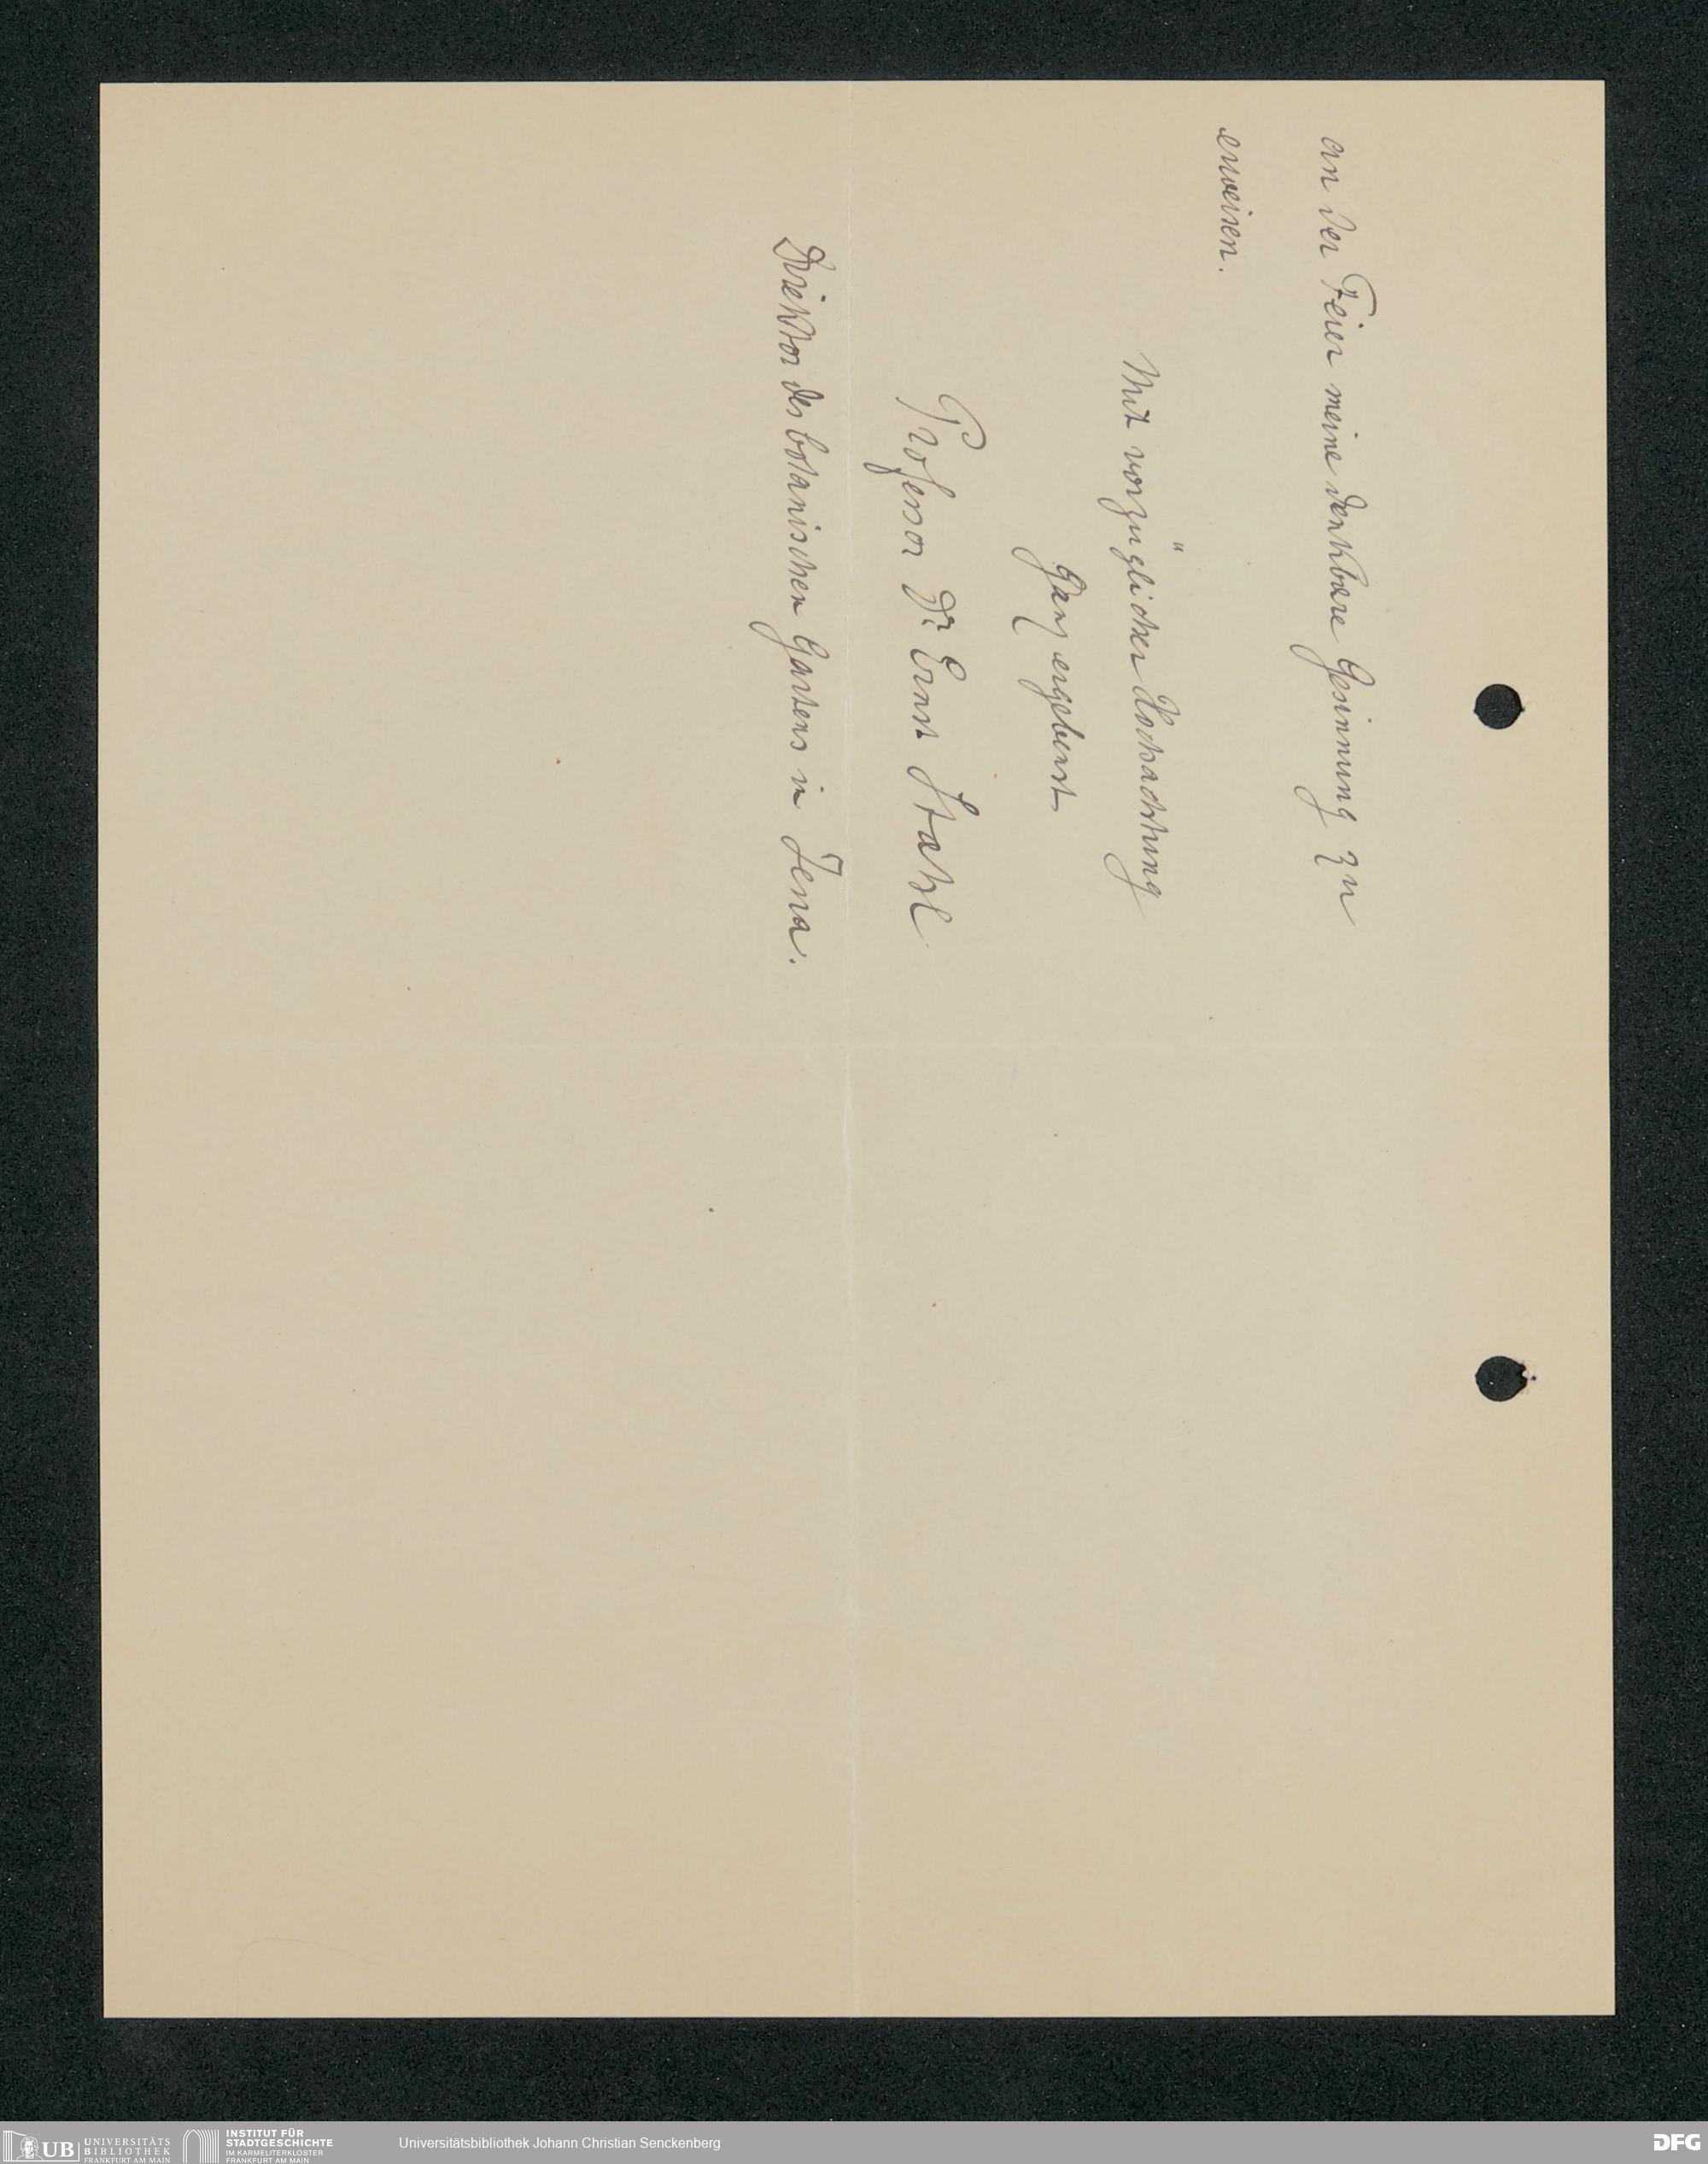 an der Feier meine dankbare Gesinnung zu
erweisen.
Mit vorzüglicher Hochachtung
Ganz ergebenst
Professor Dr. Ernst Stahl
Direktor des botanischen Gartens in Jena.
UB
UNIVERSITÄTS
BIBLIOTHEK
FRANKFURT AM MAIN
INSTITUT FÜR
STADTGESCHICHTE
IM KARMELITERKLOSTER
FRANKFURT AM MAIN
Universitätsbibliothek Johann Christian Senckenberg
DFG